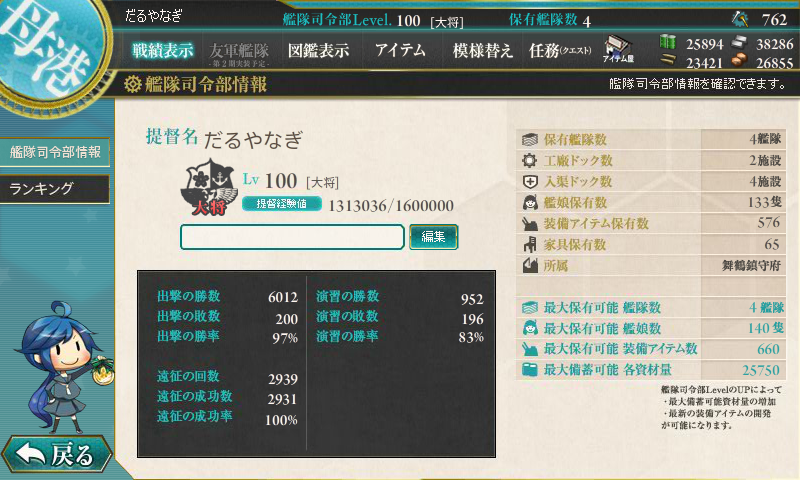 母港
だるやなぎ
艦隊司令部Level. 100 [大将]
保有艦隊数 4
762
戦績表示
友軍艦隊
- 第2期実装予定 -
図鑑表示
アイテム
模様替え
任務(クエスト)
アイテム屋
25894 38286
23421 26855
艦隊司令部情報
艦隊司令部情報を確認できます。
艦隊司令部情報
ランキング
提督名 だるやなぎ
大将
Lv 100 [大将]
提督経験値 1313036/1600000
編集
出撃の勝数 6012
出撃の敗数 200
出撃の勝率 97%
遠征の回数 2939
遠征の成功数 2931
遠征の成功率 100%
演習の勝数 952
演習の敗数 196
演習の勝率 83%
保有艦隊数 4艦隊
工廠ドック数 2施設
入渠ドック数 4施設
艦娘保有数 133隻
装備アイテム保有数 576
家具保有数 65
所属 舞鶴鎮守府
最大保有可能 艦隊数 4 艦隊
最大保有可能 艦娘数 140 隻
最大保有可能 装備アイテム数 660
最大備蓄可能 各資材量 25750
艦隊司令部LevelのUPによって
・最大備蓄可能資材量の増加
・最新の装備アイテムの開発
が可能になります。
戻る